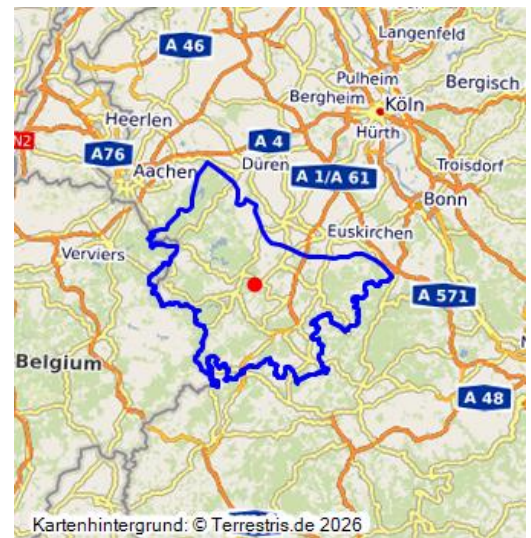 A 46
Langenfeld
Pulheim
Bergheim
Bergisch
Köln
Heerlen
A 4
Hürth
N2
A76
Aachen
Düren
A 1/A 61
Troisdorf
Bonn
Euskirchen
Verviers
A 571
Belgium
A 48
Kartenhintergrund: © Terrestris.de 2026